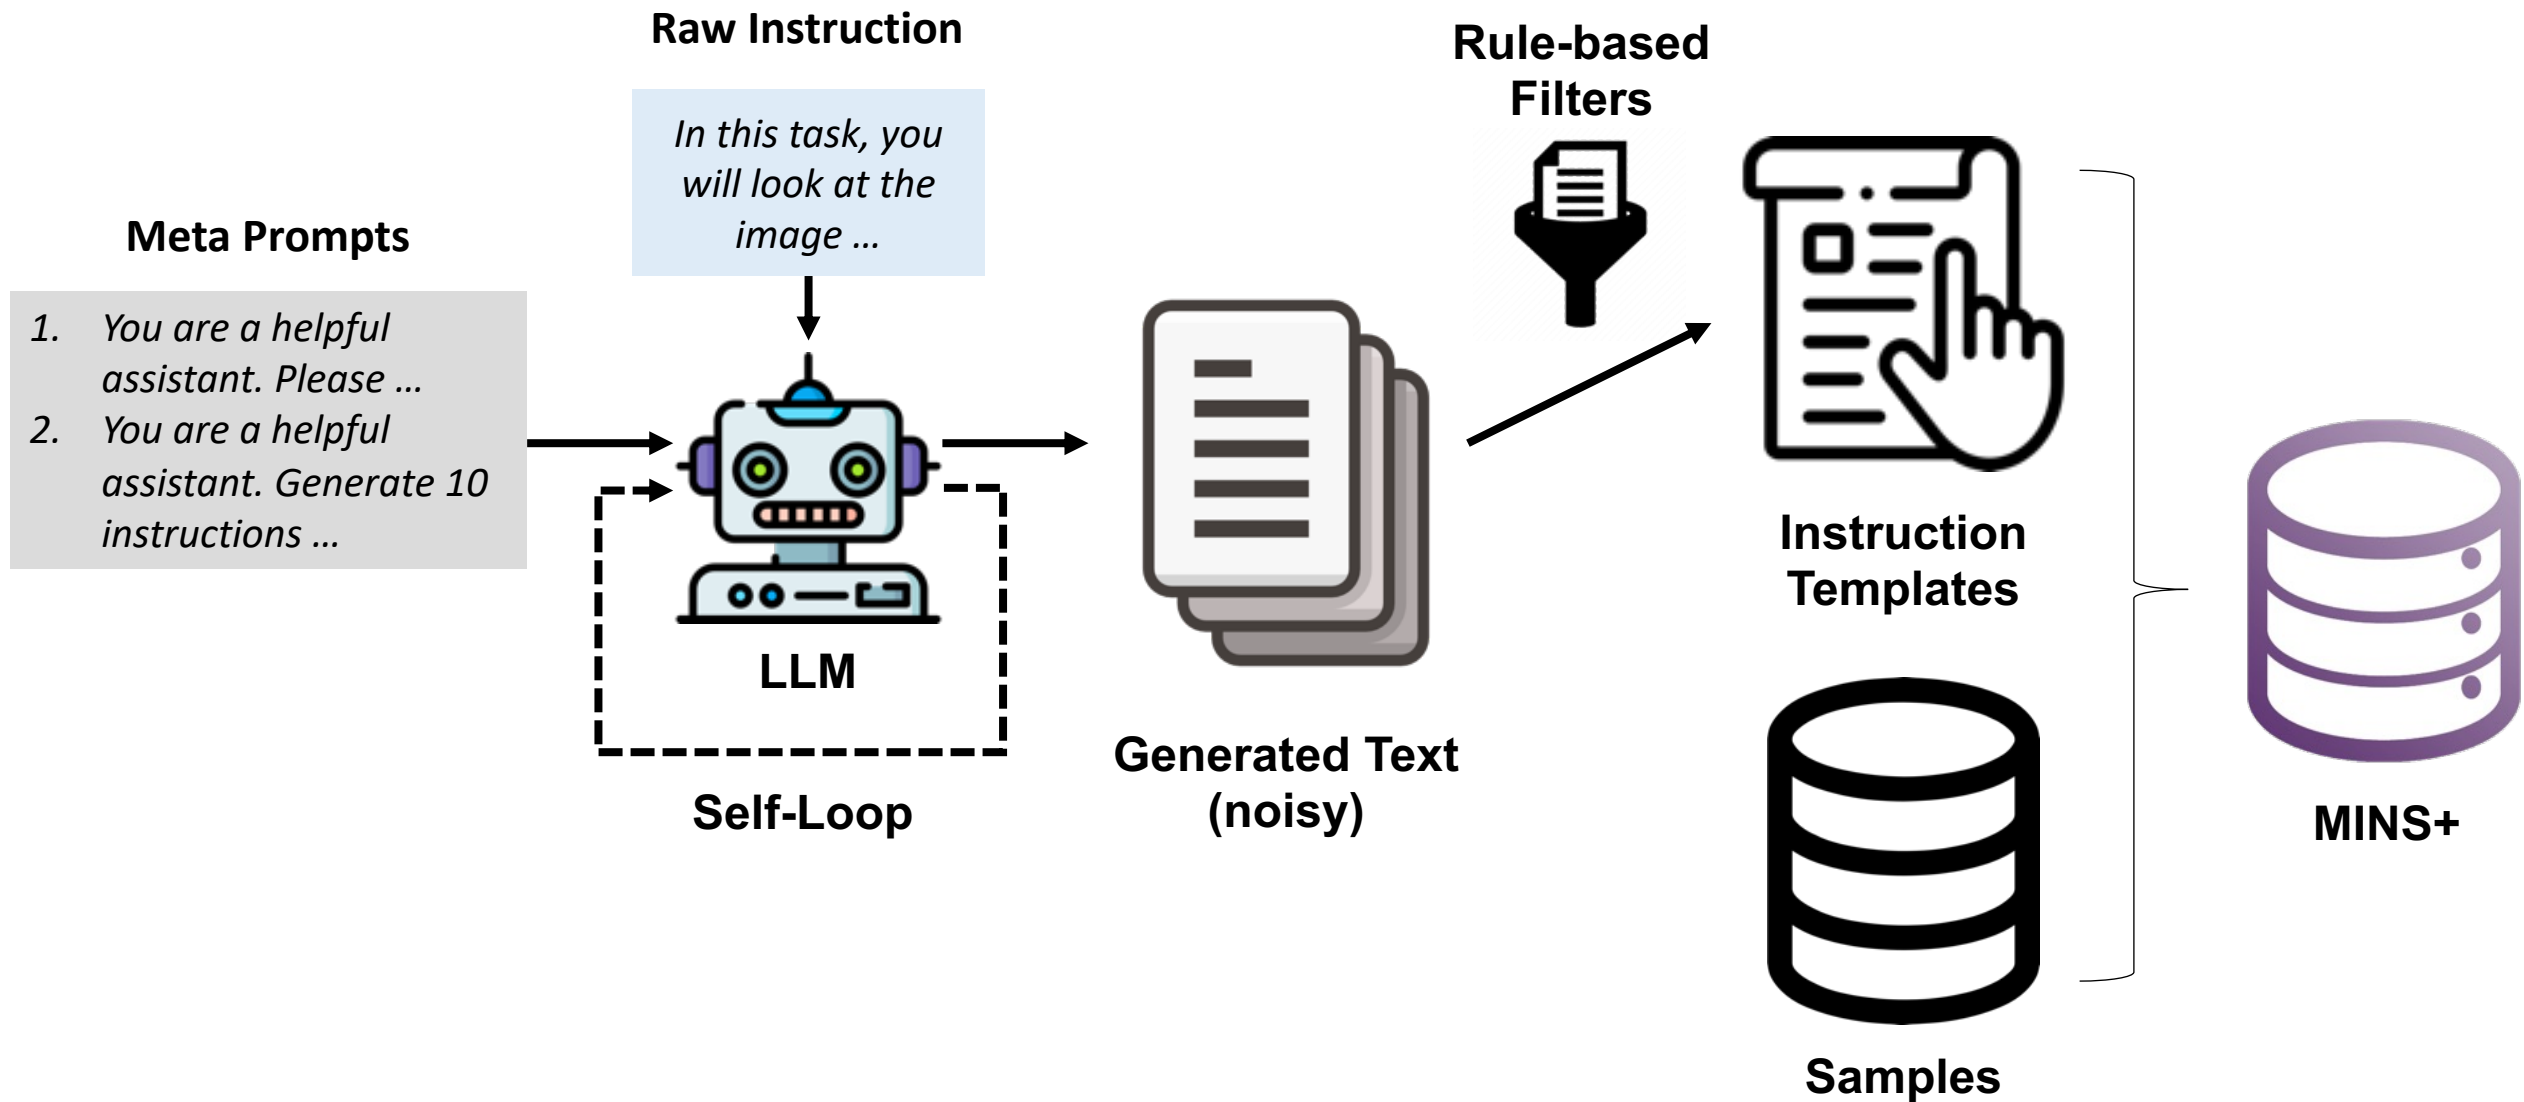 Raw Instruction
In this task, you
will look at the
image ...
Meta Prompts
1. You are a helpful
assistant. Please ...
2. You are a helpful
assistant. Generate 10
instructions ...
LLM
Self-Loop
Generated Text
(noisy)
Rule-based
Filters
Instruction
Templates
Samples
MINS+